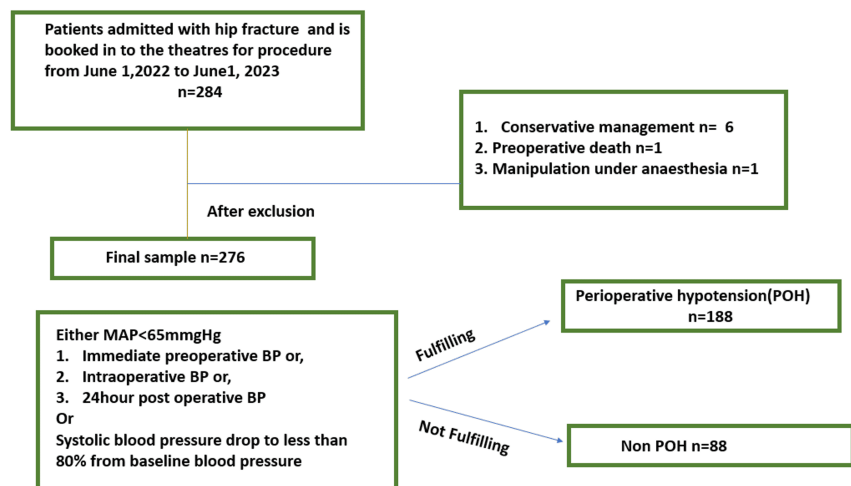 Patients admitted with hip fracture and is
booked in to the theatres for procedure
from June 1,2022 to June1, 2023
n=284
1. Conservative management n= 6
2. Preoperative death n=1
3. Manipulation under anaesthesia n=1
After exclusion
Final sample n=276
Either MAP<65mmgHg
1. Immediate preoperative BP or,
2. Intraoperative BP or,
3. 24hour post operative BP
Or
Systolic blood pressure drop to less than
80% from baseline blood pressure
Fulfilling
Perioperative hypotension(POH)
n=188
Not Fulfilling
Non POH n=88